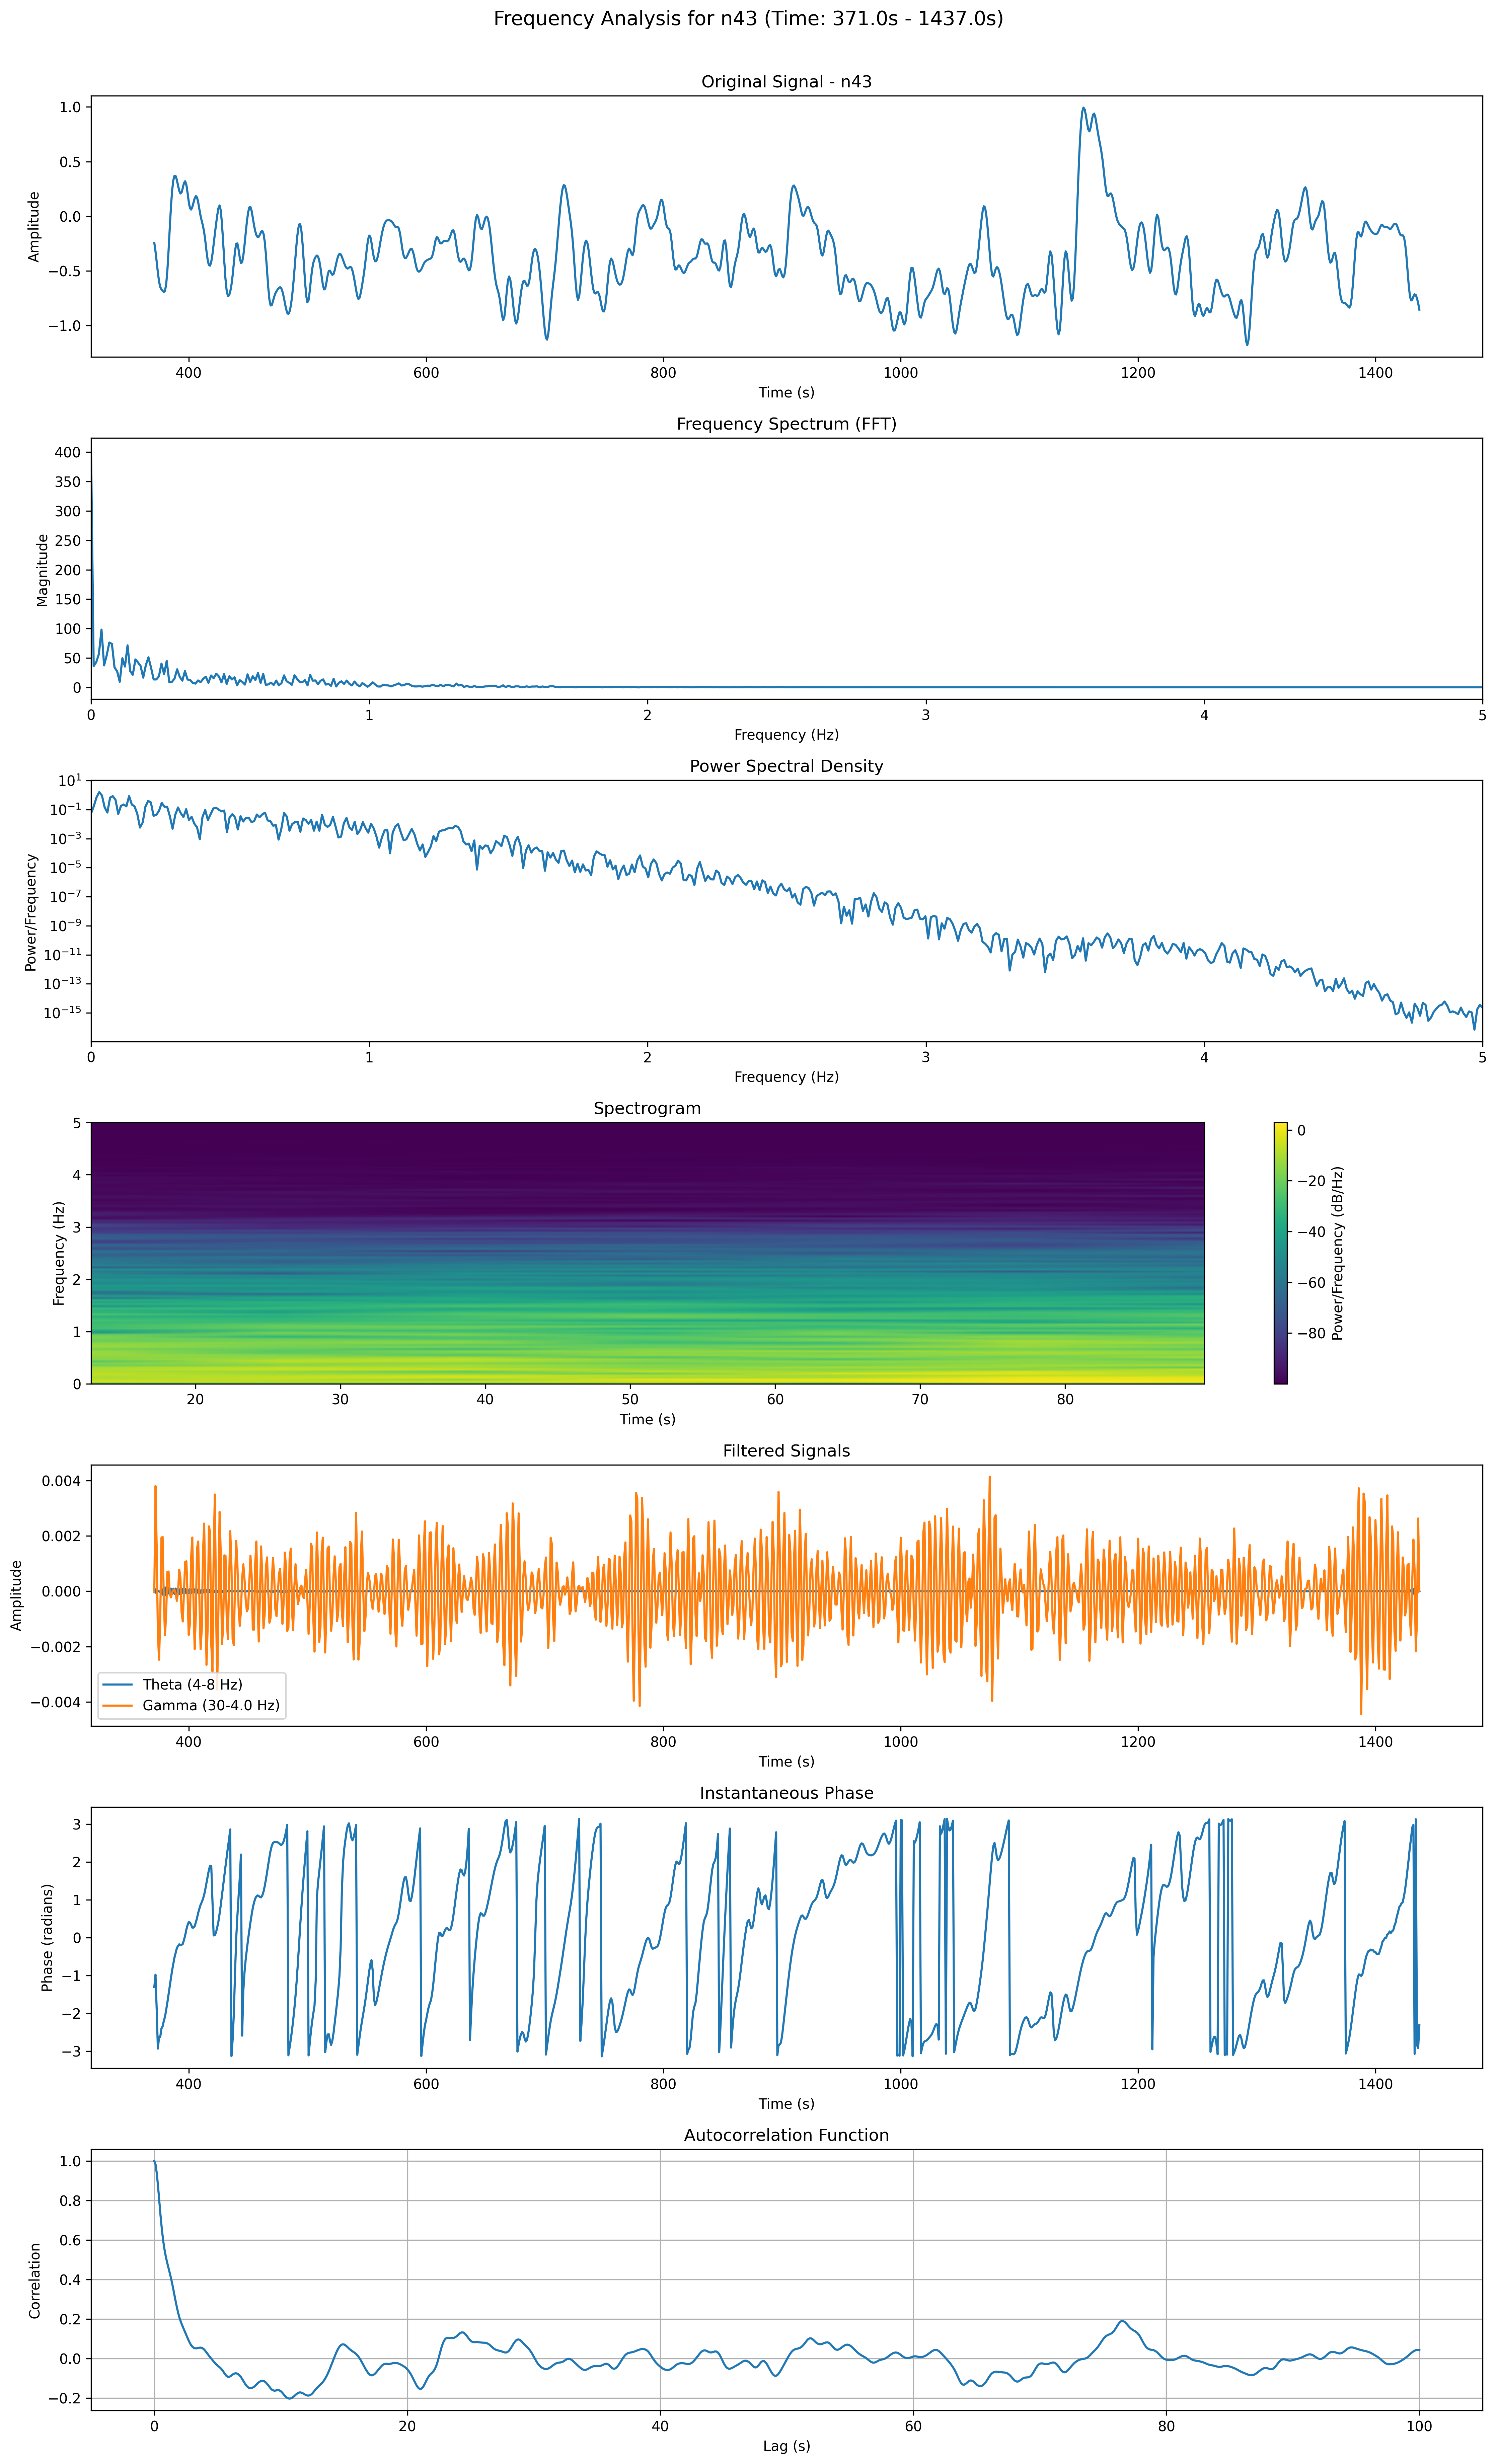 Frequency Analysis for n43 (Time: 371.0s - 1437.0s)
Original Signal - n43
Amplitude
1.0
0.5
0.0
−0.5
−1.0
400 600 800 1000 1200 1400
Time (s)
Frequency Spectrum (FFT)
Magnitude
400
350
300
250
200
150
100
50
0
0 1 2 3 4 5
Frequency (Hz)
Power Spectral Density
Power/Frequency
10¹
10⁻¹
10⁻³
10⁻⁵
10⁻⁷
10⁻⁹
10⁻¹¹
10⁻¹³
10⁻¹⁵
0 1 2 3 4 5
Frequency (Hz)
Spectrogram
Frequency (Hz)
5
4
3
2
1
0
20 30 40 50 60 70 80
Time (s)
0
−20
−40
−60
−80
Power/Frequency (dB/Hz)
Filtered Signals
Amplitude
0.004
0.002
0.000
−0.002
−0.004
Theta (4-8 Hz)
Gamma (30-4.0 Hz)
400 600 800 1000 1200 1400
Time (s)
Instantaneous Phase
Phase (radians)
3
2
1
0
−1
−2
−3
400 600 800 1000 1200 1400
Time (s)
Autocorrelation Function
Correlation
1.0
0.8
0.6
0.4
0.2
0.0
−0.2
0 20 40 60 80 100
Lag (s)